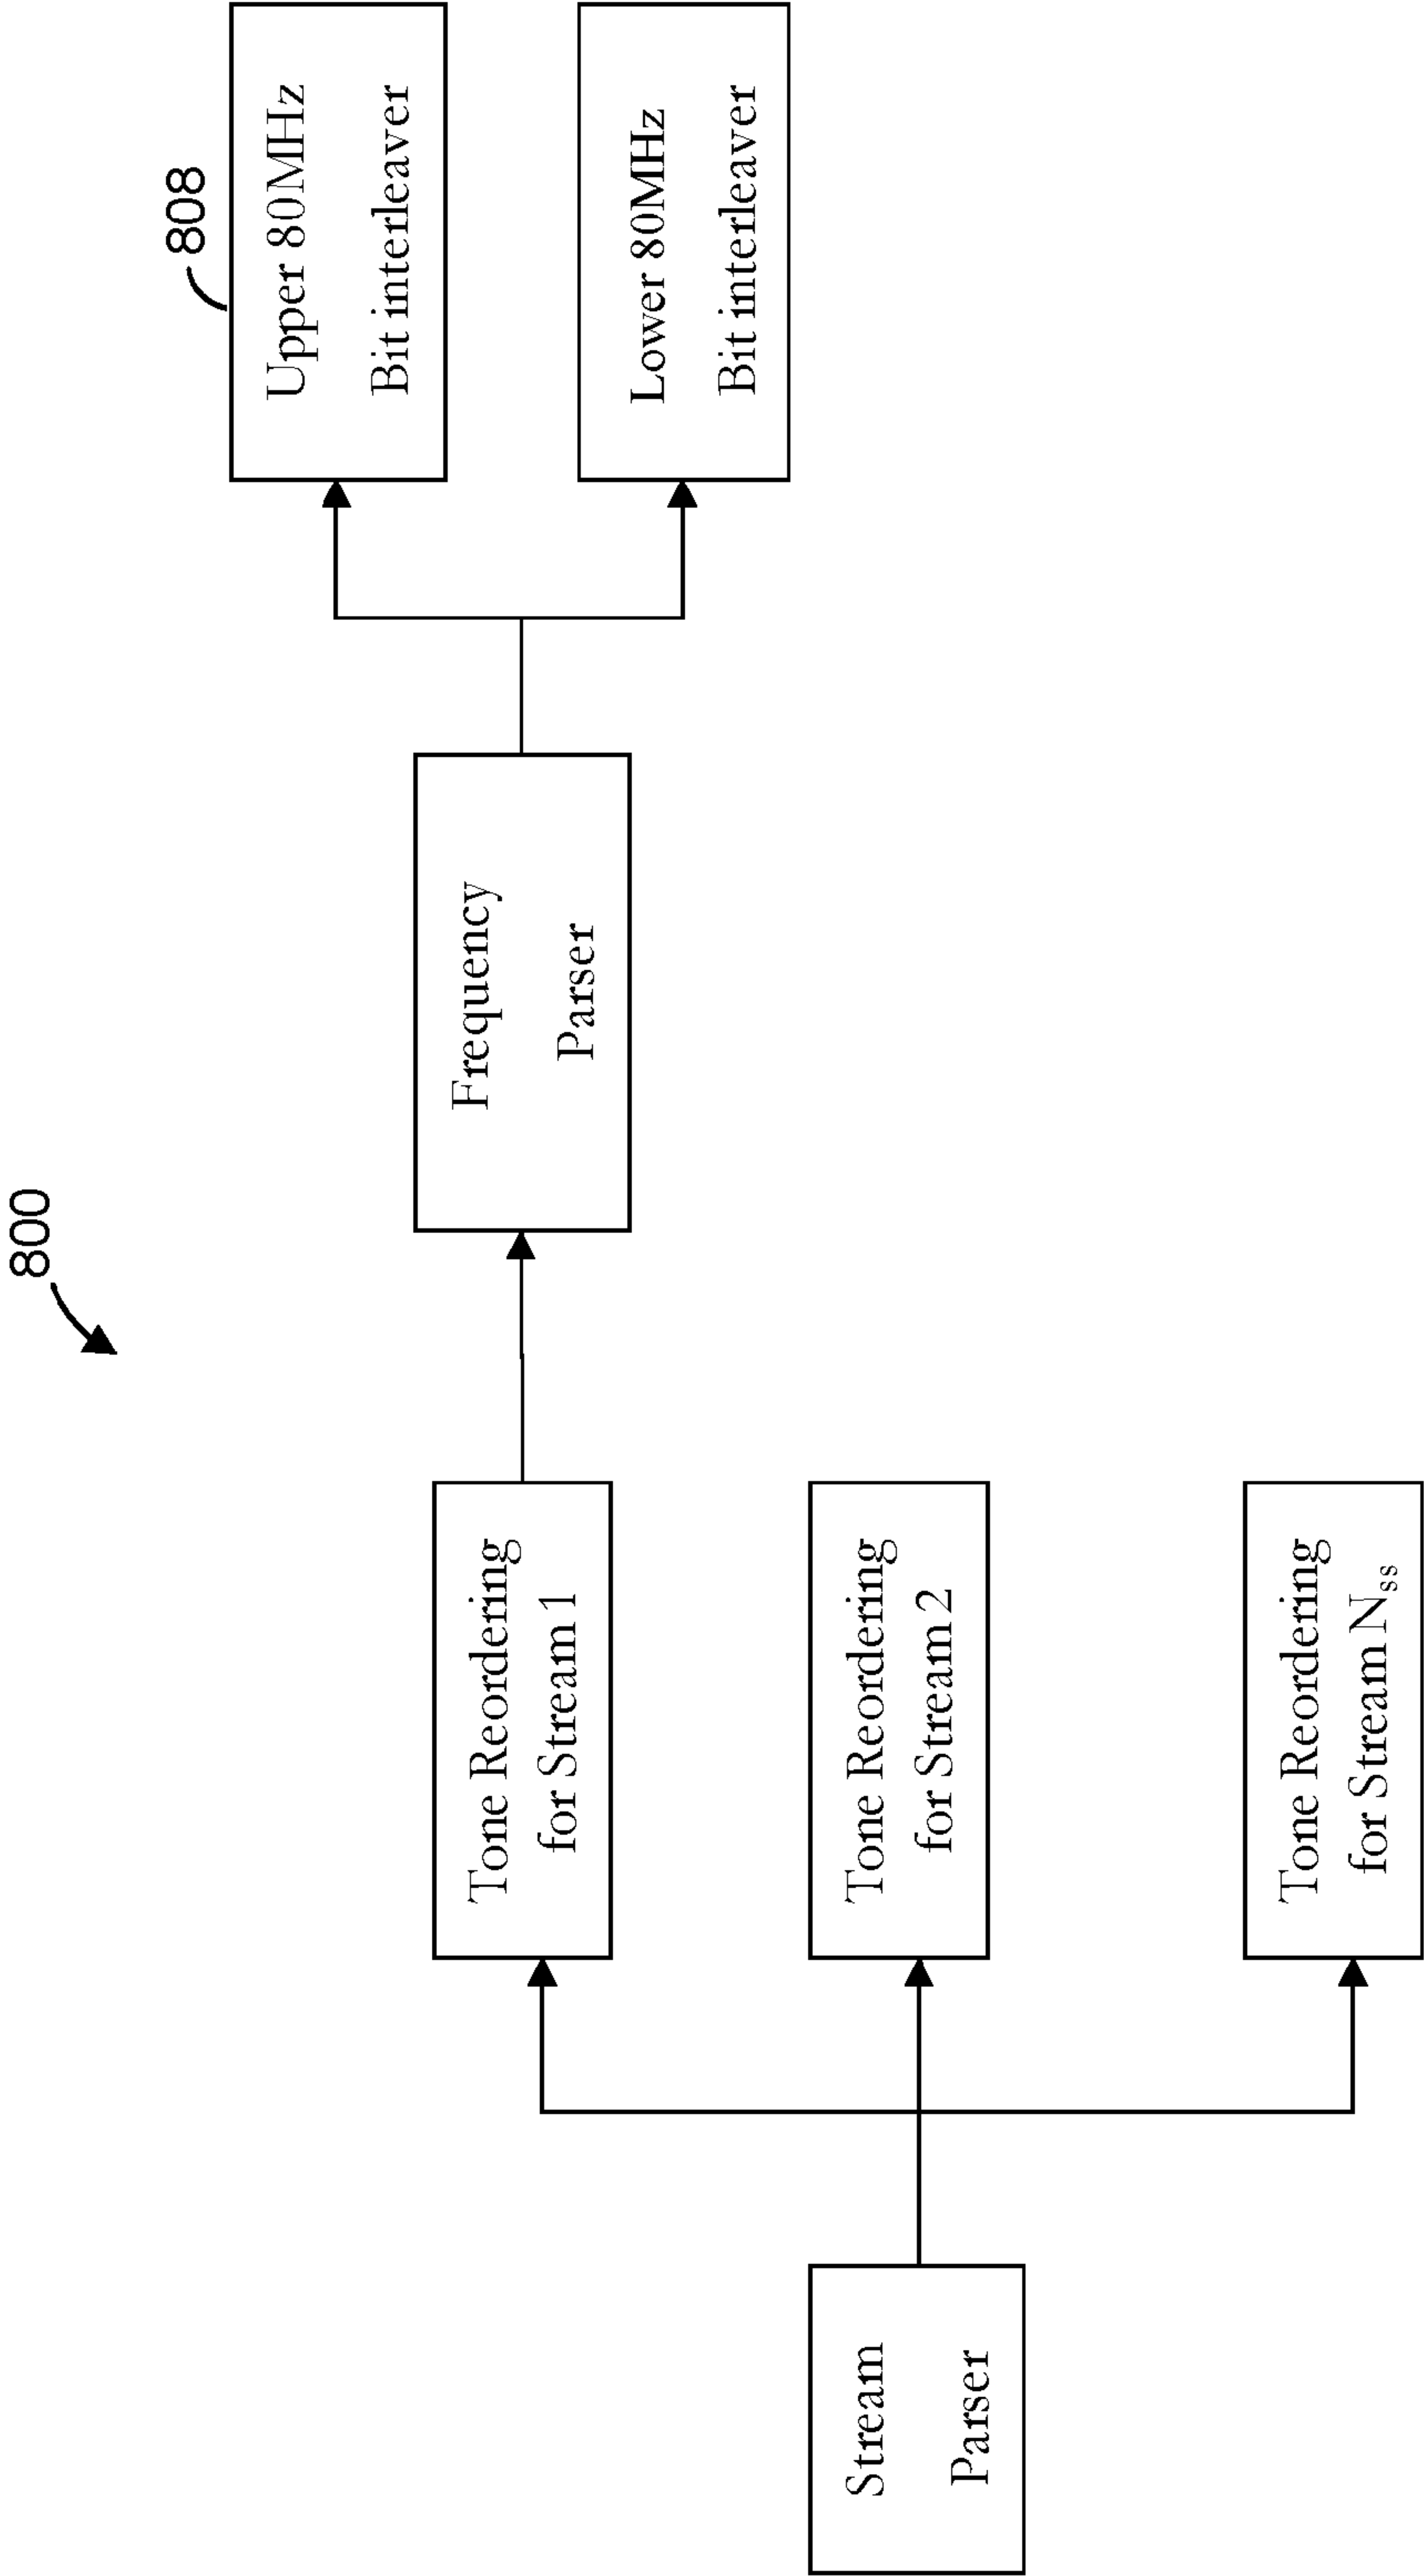 800
Stream
Parser
Tone Reordering
for Stream 1
Tone Reordering
for Stream 2
Tone Reordering
for Stream Nss
Frequency
Parser
808
Upper 80MHz
Bit interleaver
Lower 80MHz
Bit interleaver